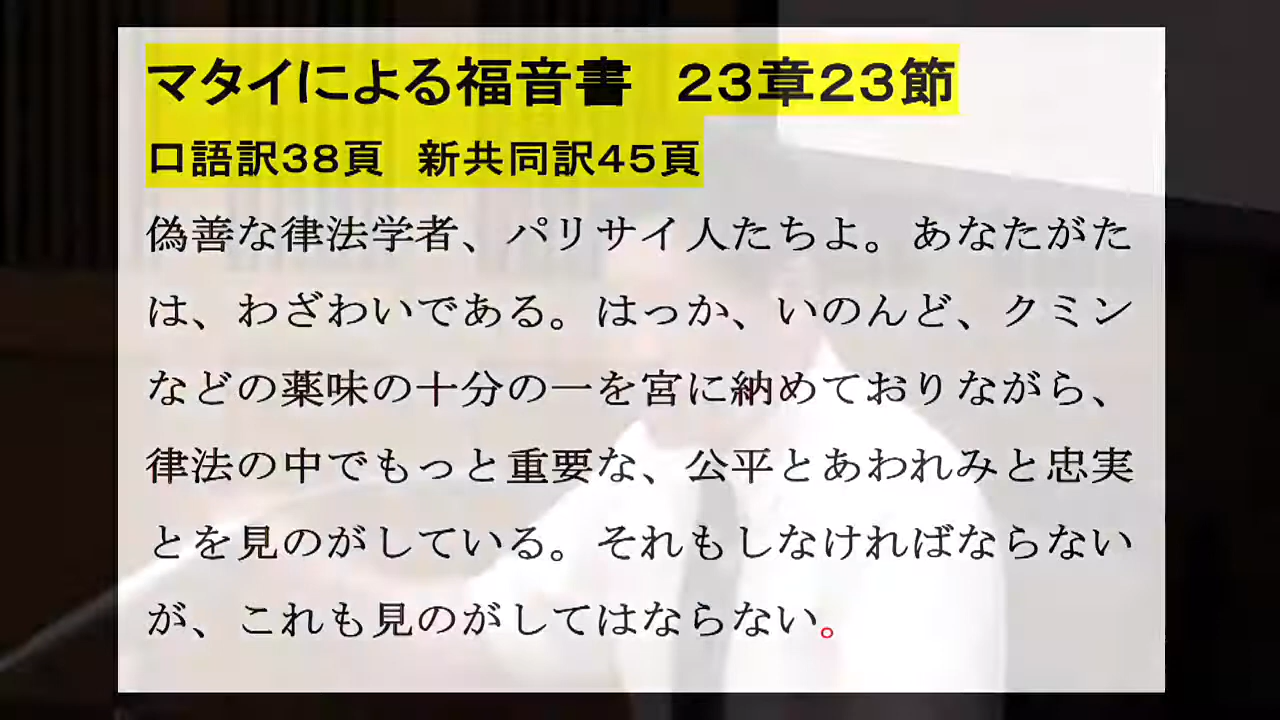 マタイによる福音書　２３章２３節
口語訳３８頁　新共同訳４５頁
偽善な律法学者、パリサイ人たちよ。あなたがた
は、わざわいである。はっか、いのんど、クミン
などの薬味の十分の一を宮に納めておりながら、
律法の中でもっと重要な、公平とあわれみと忠実
とを見のがしている。それもしなければならない
が、これも見のがしてはならない。